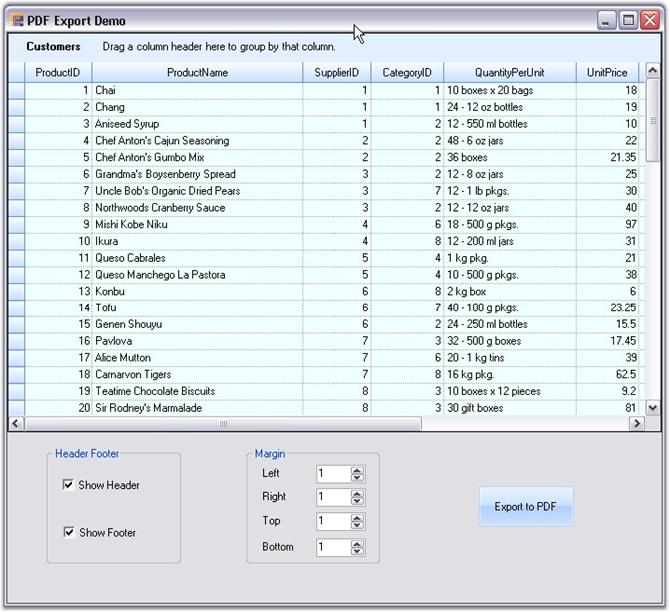 PDF Export Demo
Customers Drag a column header here to group by that column.
ProductID ProductName SupplierID CategoryID QuantityPerUnit UnitPrice
1 Chai 1 1 10 boxes x 20 bags 18
2 Chang 1 1 24 - 12 oz bottles 19
3 Aniseed Syrup 1 2 12 - 550 ml bottles 10
4 Chef Anton's Cajun Seasoning 2 2 48 - 6 oz jars 22
5 Chef Anton's Gumbo Mix 2 2 36 boxes 21.35
6 Grandma's Boysenberry Spread 3 2 12 - 8 oz jars 25
7 Uncle Bob's Organic Dried Pears 3 7 12 - 1 lb pkgs. 30
8 Northwoods Cranberry Sauce 3 2 12 - 12 oz jars 40
9 Mishi Kobe Niku 4 6 18 - 500 g pkgs. 97
10 Ikura 4 8 12 - 200 ml jars 31
11 Queso Cabrales 5 4 1 kg pkg. 21
12 Queso Manchego La Pastora 5 4 10 - 500 g pkgs. 38
13 Konbu 6 8 2 kg box 6
14 Tofu 6 7 40 - 100 g pkgs. 23.25
15 Genen Shouyu 6 2 24 - 250 ml bottles 15.5
16 Pavlova 7 3 32 - 500 g boxes 17.45
17 Alice Mutton 7 6 20 - 1 kg tins 39
18 Carnarvon Tigers 7 8 16 kg pkg. 62.5
19 Teatime Chocolate Biscuits 8 3 10 boxes x 12 pieces 9.2
20 Sir Rodney's Marmalade 8 3 30 gift boxes 81
Header Footer
Show Header
Show Footer
Margin
Left 1
Right 1
Top 1
Bottom 1
Export to PDF